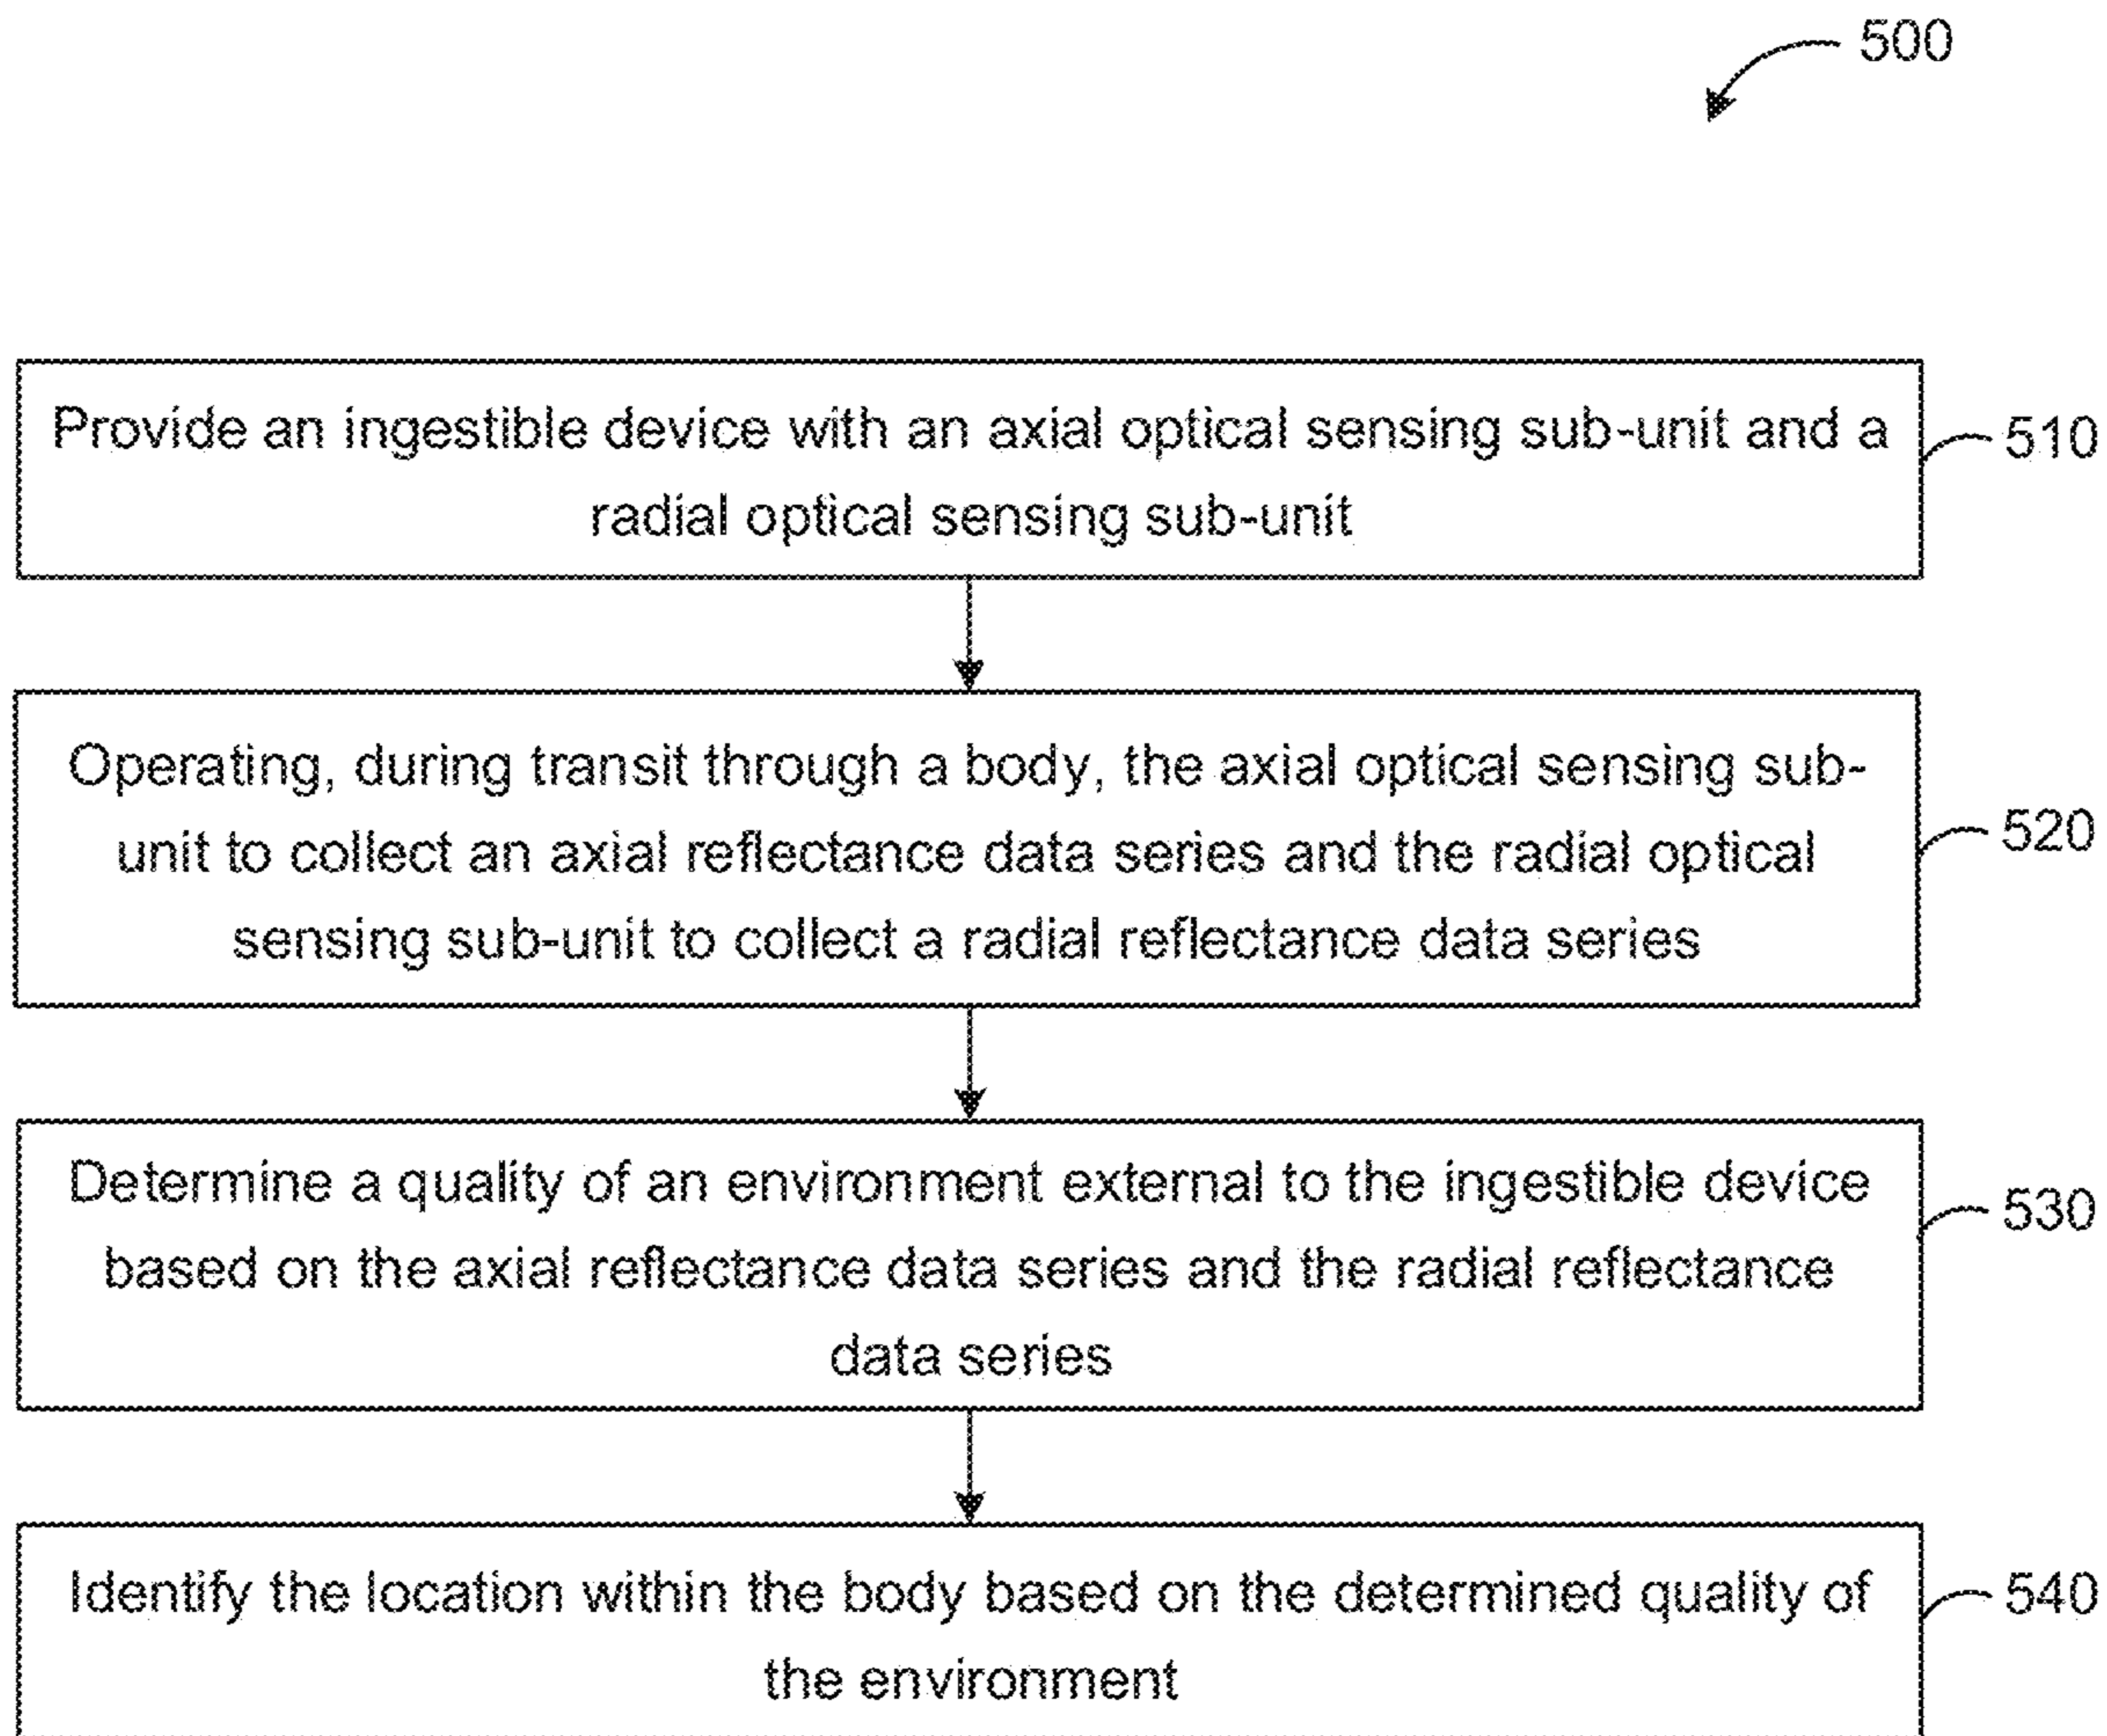 500
Provide an ingestible device with an axial optical sensing sub-unit and a
radial optical sensing sub-unit
510
Operating, during transit through a body, the axial optical sensing sub-
unit to collect an axial reflectance data series and the radial optical
sensing sub-unit to collect a radial reflectance data series
520
Determine a quality of an environment external to the ingestible device
based on the axial reflectance data series and the radial reflectance
data series
530
Identify the location within the body based on the determined quality of
the environment
540